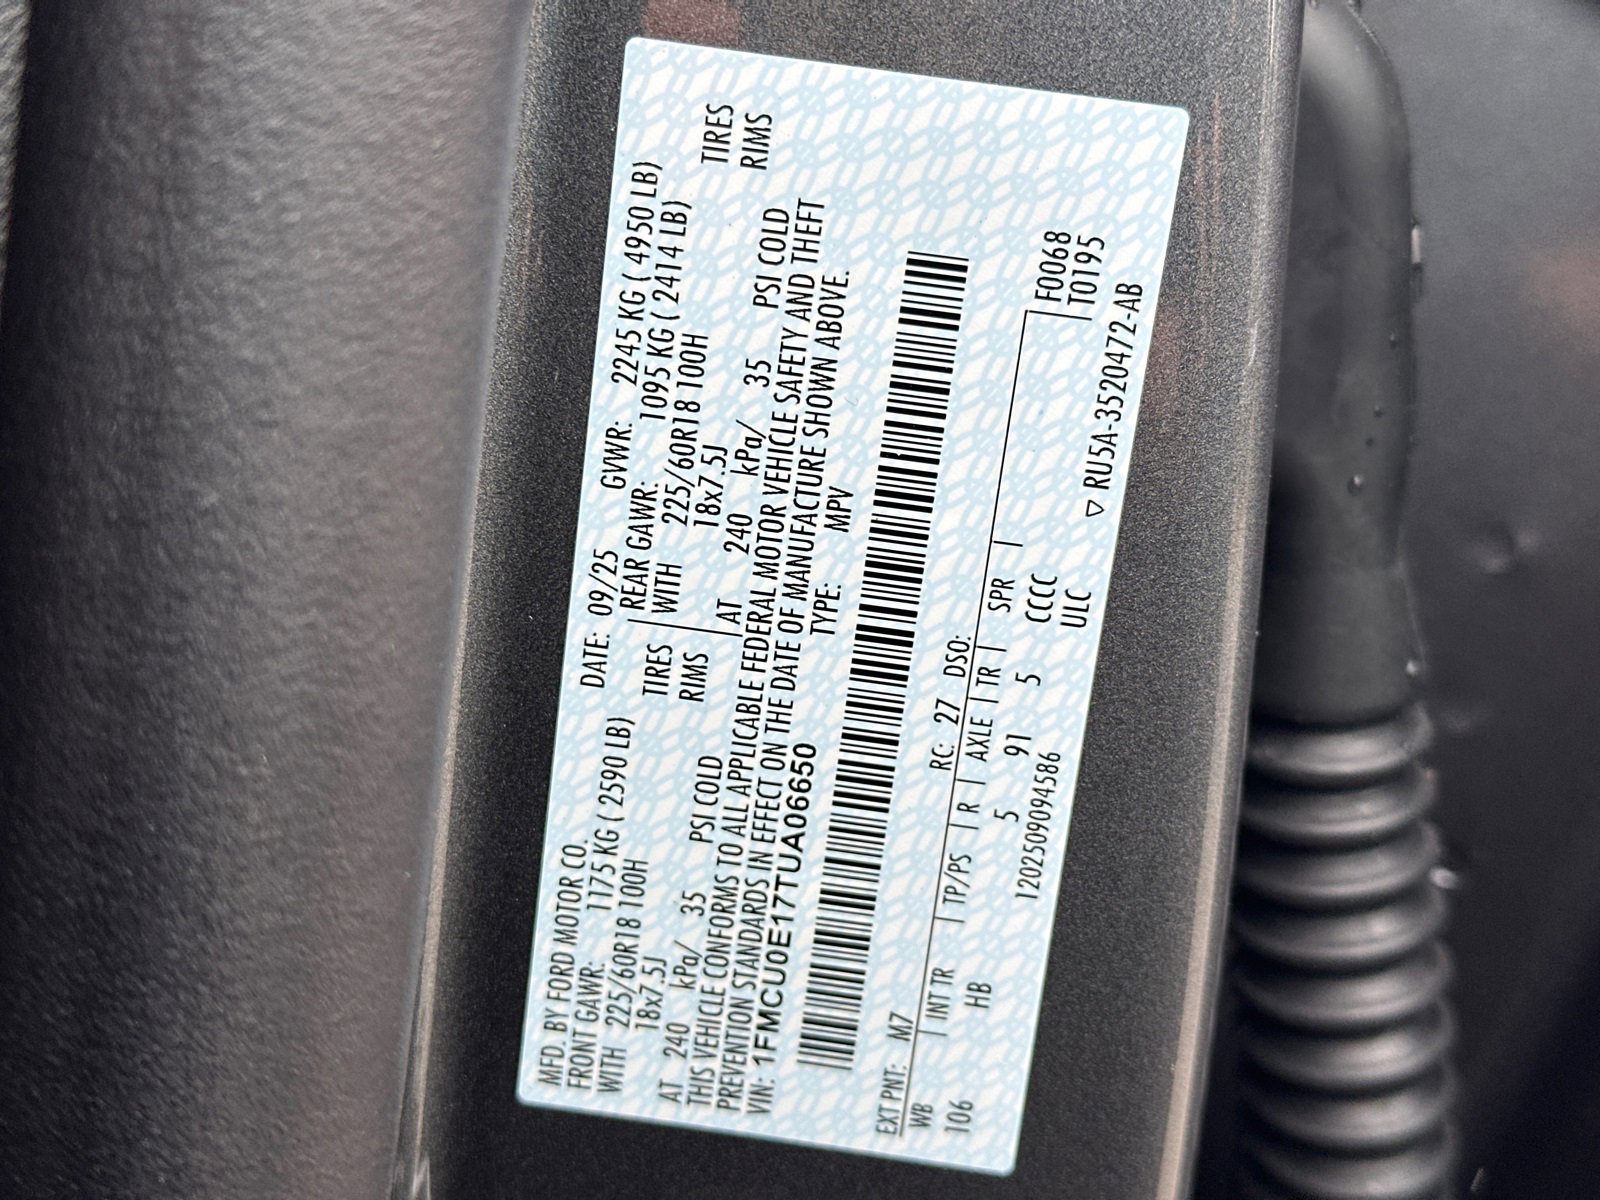 MFD. BY FORD MOTOR CO.
DATE: 09/25 GVWR: 2245 KG ( 4950 LB)
FRONT GAWR: 1175 KG ( 2590 LB) REAR GAWR: 1095 KG ( 2414 LB)
WITH 225/60R18 100H TIRES WITH 225/60R18 100H TIRES
18x7.5J RIMS 18x7.5J RIMS
AT 240 kPa/ 35 PSI COLD AT 240 kPa/ 35 PSI COLD
THIS VEHICLE CONFORMS TO ALL APPLICABLE FEDERAL MOTOR VEHICLE SAFETY AND THEFT
PREVENTION STANDARDS IN EFFECT ON THE DATE OF MANUFACTURE SHOWN ABOVE.
VIN: 1FMCU0E17TUA06650 TYPE: MPV
EXT PNT: M7 RC: 27 DSO:
WB | INT TR | TP/PS | R | AXLE | TR | SPR | F0068
106 HB 5 91 5 CCCC T0195
12025090945​86 ULC
▽ RU5A-3520472-AB